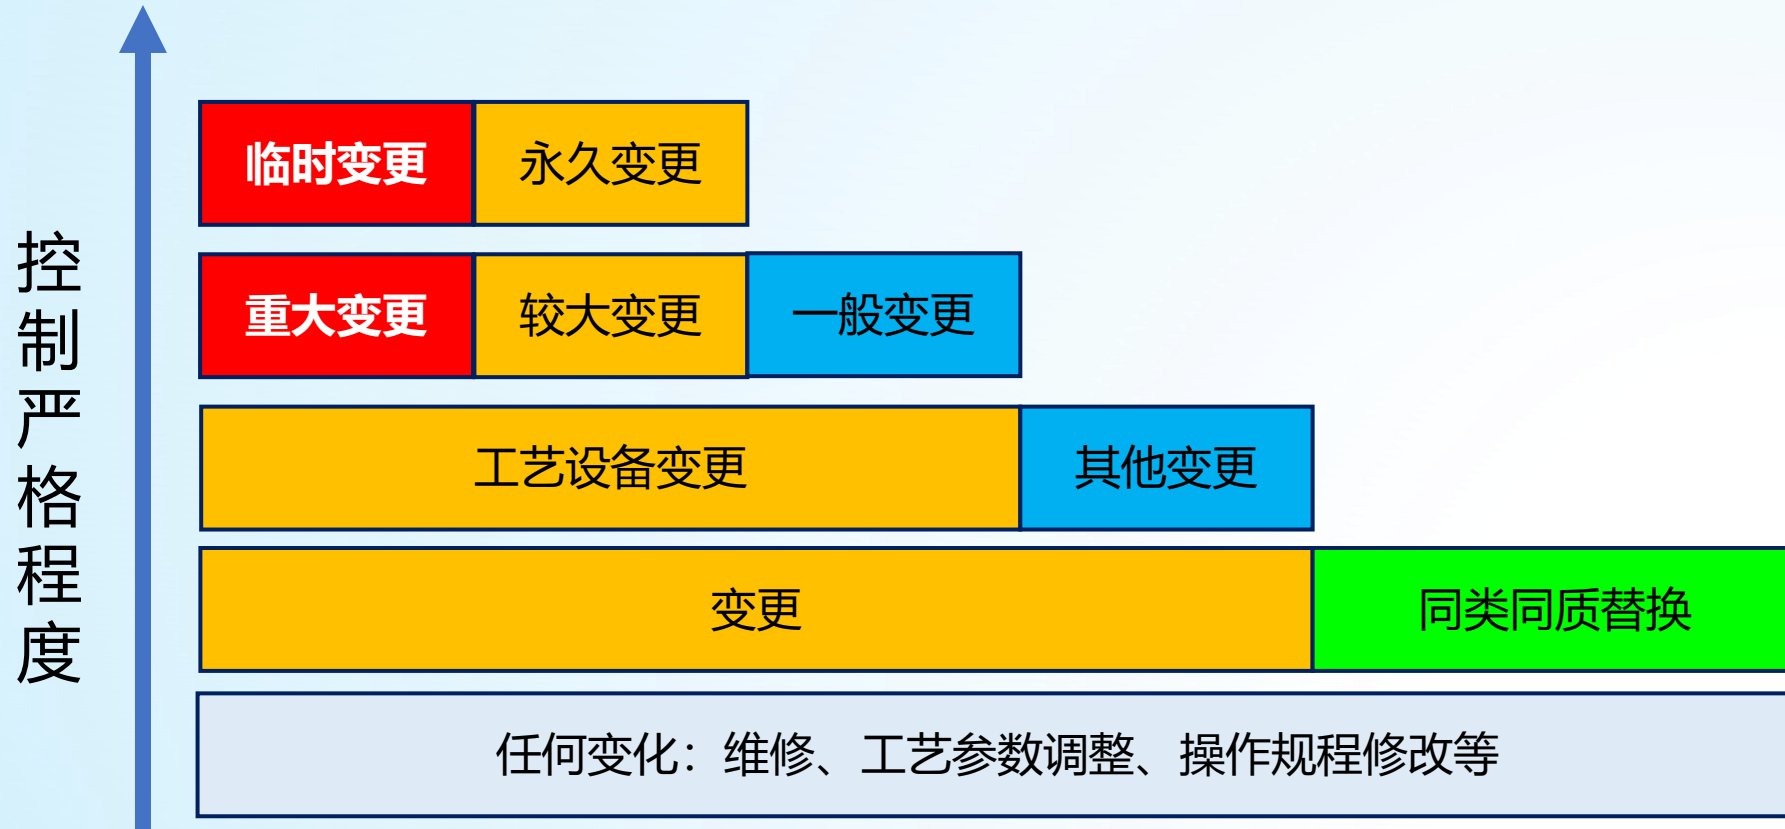 控制严格程度
临时变更 永久变更
重大变更 较大变更 一般变更
工艺设备变更 其他变更
变更 同类同质替换
任何变化：维修、工艺参数调整、操作规程修改等